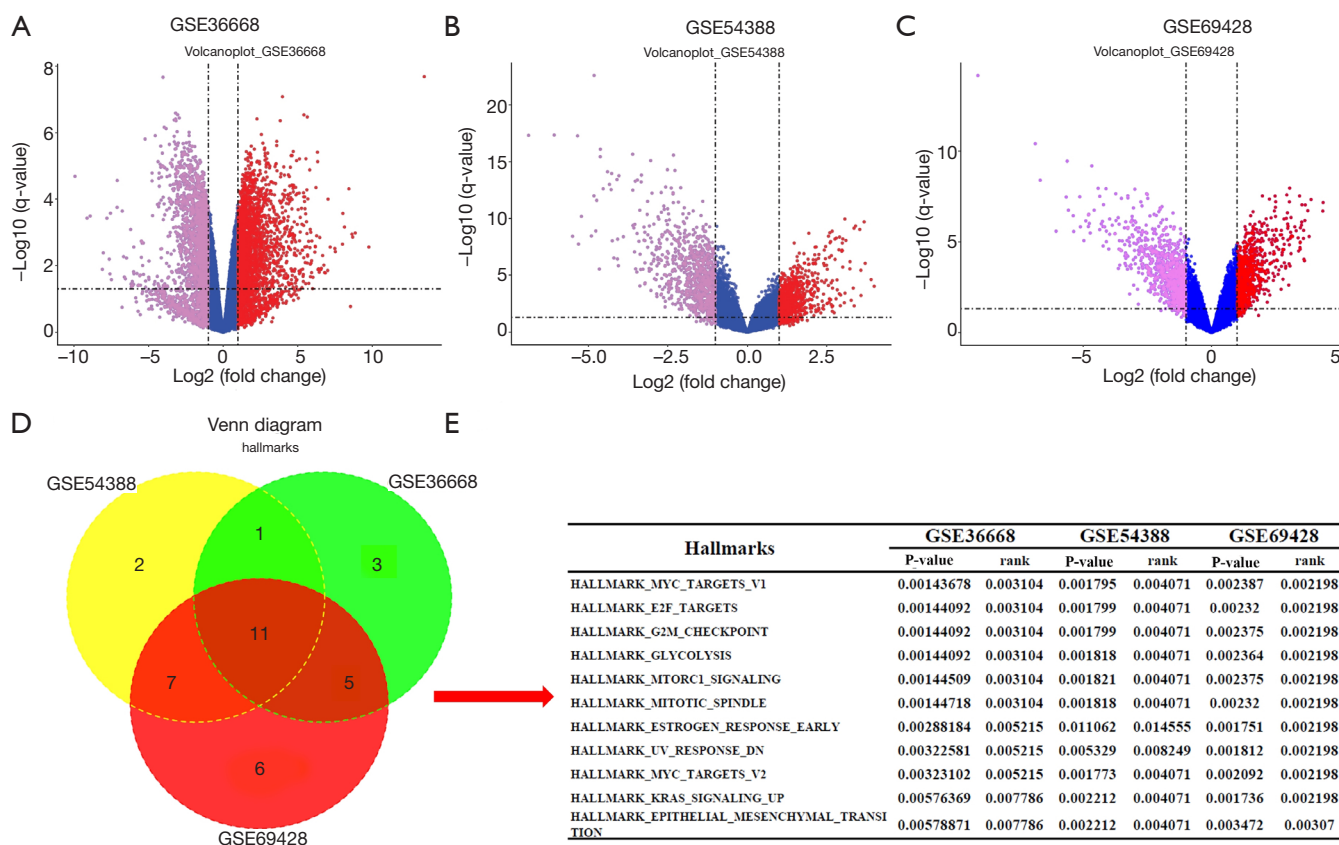 A
GSE36668
Volcanoplot_GSE36668
8
6
4
2
0
−Log10 (q-value)
−10
−5
0
5
10
Log2 (fold change)
B
GSE54388
Volcanoplot_GSE54388
20
15
10
5
0
−Log10 (q-value)
−5.0
−2.5
0.0
2.5
Log2 (fold change)
C
GSE69428
Volcanoplot_GSE69428
10
5
0
−Log10 (q-value)
−5
0
5
Log2 (fold change)
D
Venn diagram
hallmarks
GSE54388
GSE36668
1
2
3
11
7
5
6
GSE69428
E
Hallmarks GSE36668 GSE54388 GSE69428
P-value rank P-value rank P-value rank
HALLMARK_MYC_TARGETS_V1 0.00143678 0.003104 0.001795 0.004071 0.002387 0.002198
HALLMARK_E2F_TARGETS 0.00144092 0.003104 0.001799 0.004071 0.00232 0.002198
HALLMARK_G2M_CHECKPOINT 0.00144092 0.003104 0.001799 0.004071 0.002375 0.002198
HALLMARK_GLYCOLYSIS 0.00144092 0.003104 0.001818 0.004071 0.002364 0.002198
HALLMARK_MTORC1_SIGNALING 0.00144509 0.003104 0.001821 0.004071 0.002375 0.002198
HALLMARK_MITOTIC_SPINDLE 0.00144718 0.003104 0.001818 0.004071 0.00232 0.002198
HALLMARK_ESTROGEN_RESPONSE_EARLY 0.00288184 0.005215 0.011062 0.014555 0.001751 0.002198
HALLMARK_UV_RESPONSE_DN 0.00322581 0.005215 0.005329 0.008249 0.001812 0.002198
HALLMARK_MYC_TARGETS_V2 0.00323102 0.005215 0.001773 0.004071 0.002092 0.002198
HALLMARK_KRAS_SIGNALING_UP 0.00576369 0.007786 0.002212 0.004071 0.001736 0.002198
HALLMARK_EPITHELIAL_MESENCHYMAL_TRANSI
TION 0.00578871 0.007786 0.002212 0.004071 0.003472 0.00307